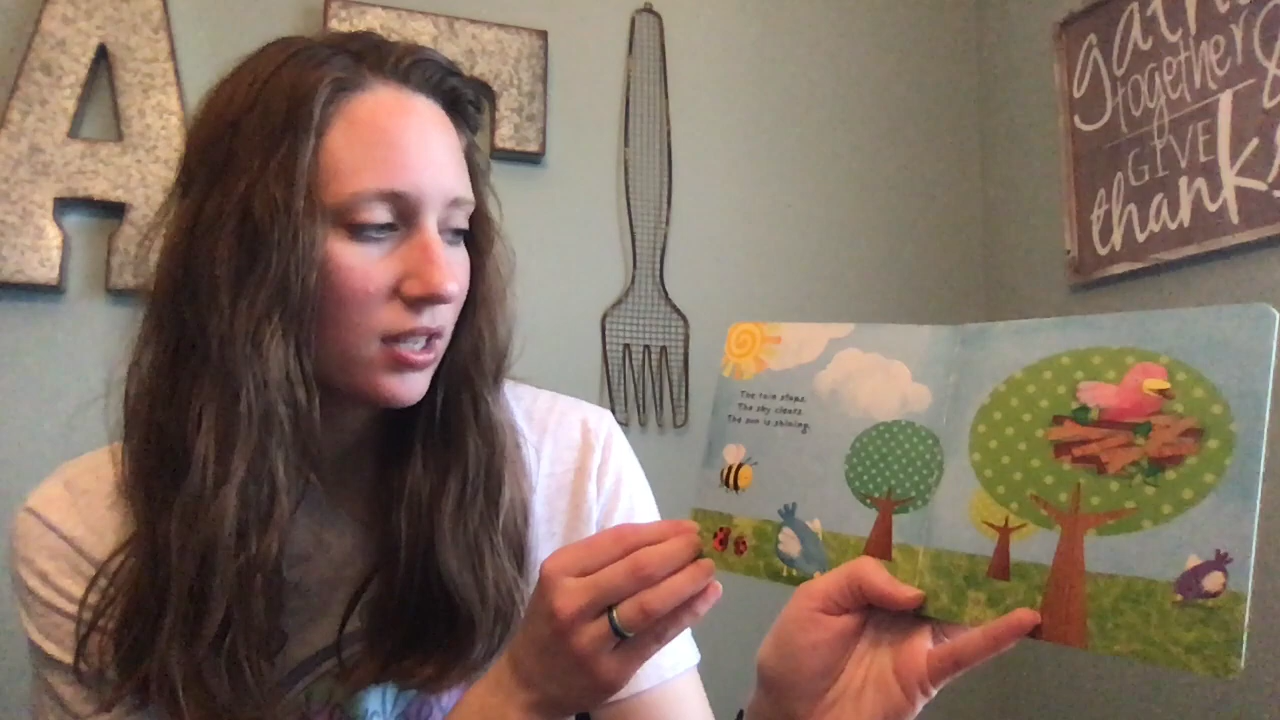 A T
gather
together &
GIVE
thanks
The rain stops.
The sky clears.
The sun is shining.